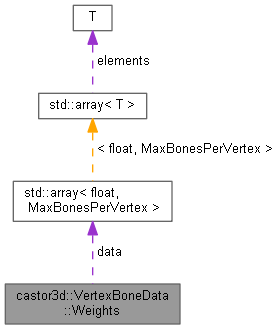 T
elements
std::array< T >
< float, MaxBonesPerVertex >
std::array< float,
MaxBonesPerVertex >
data
castor3d::VertexBoneData
::Weights